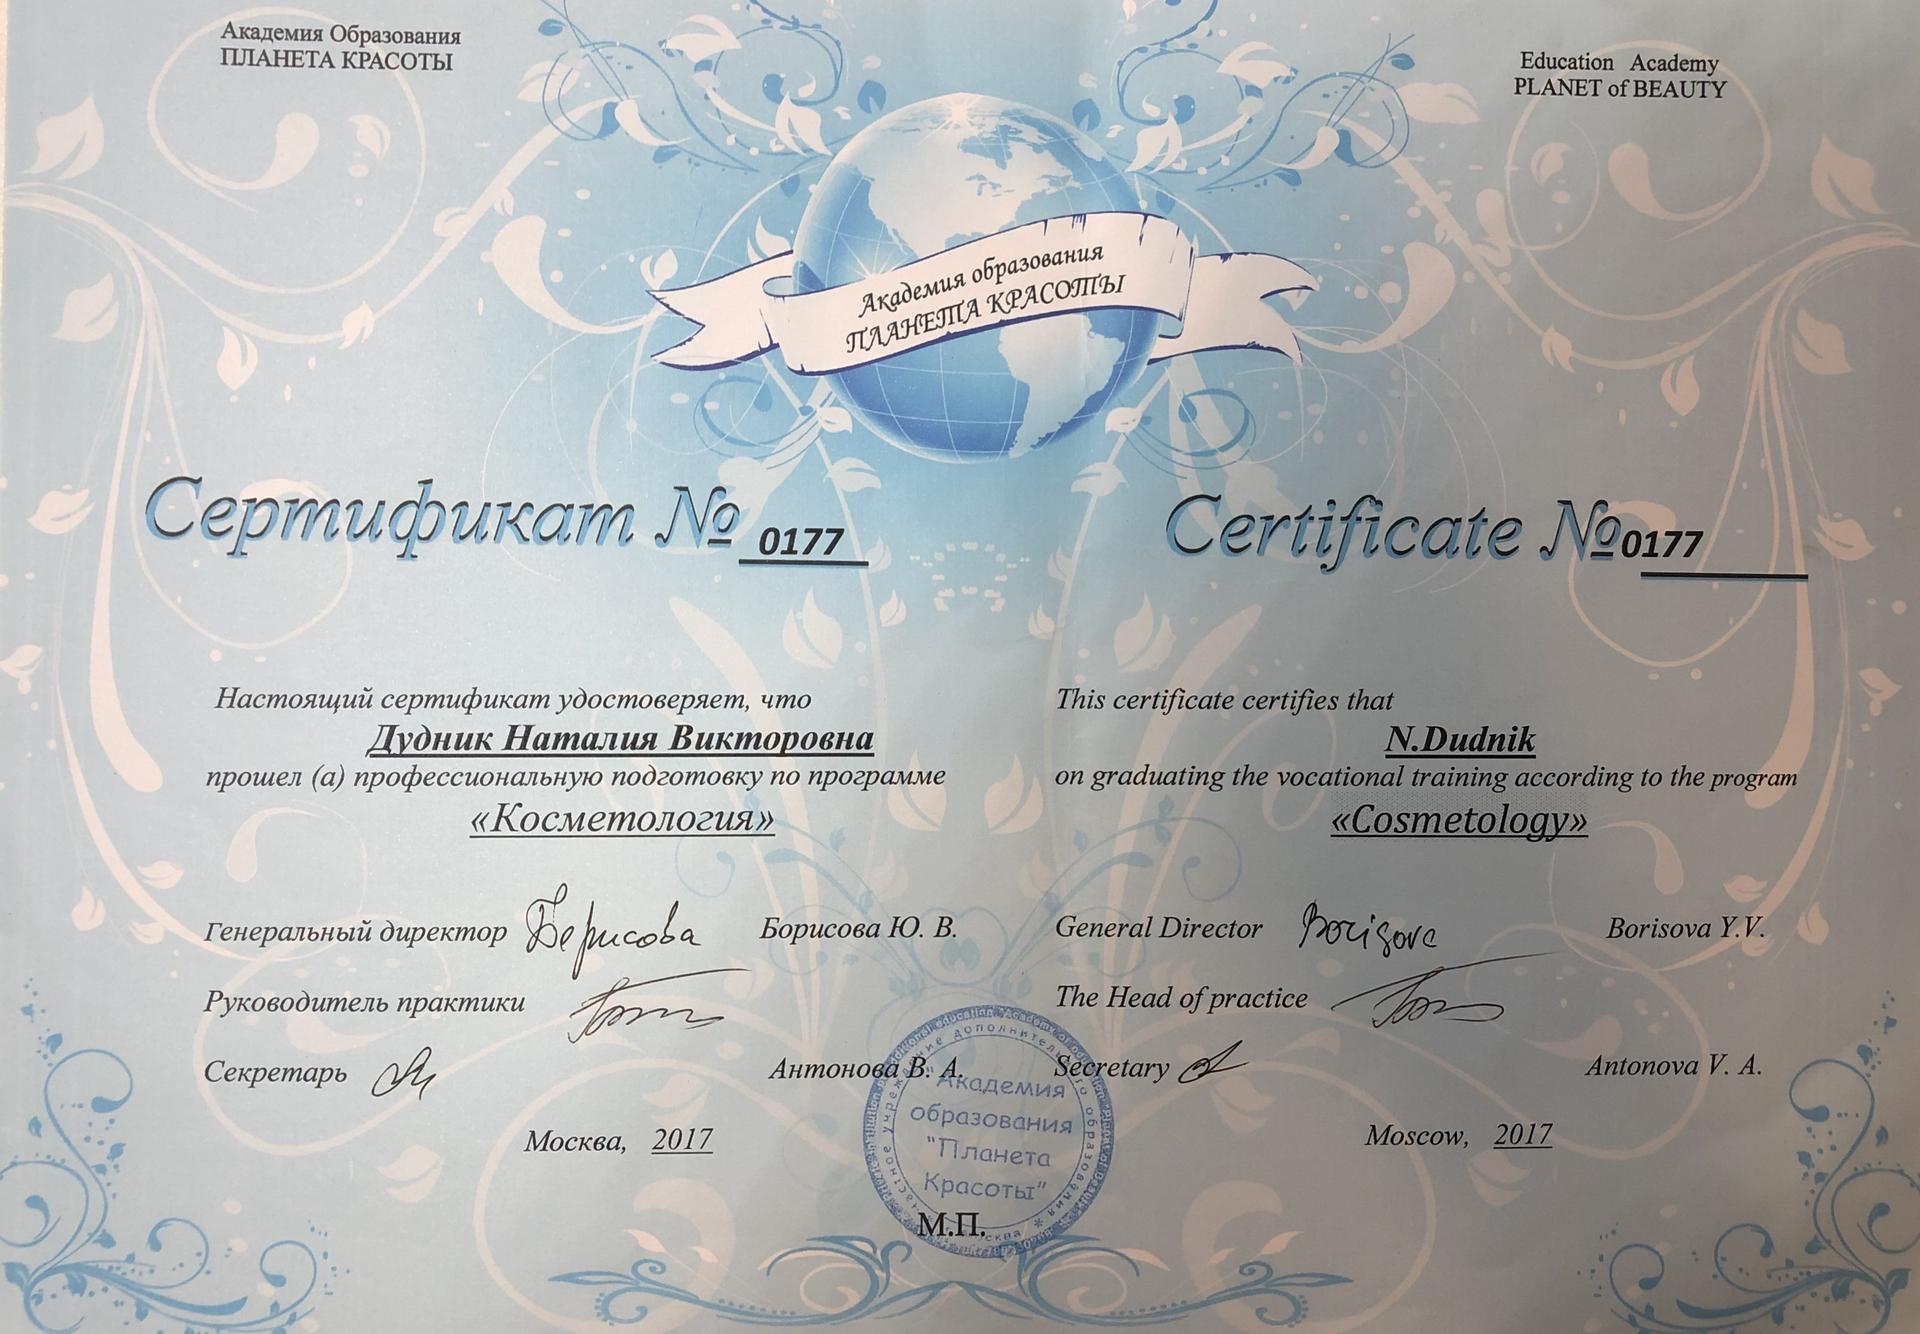 Академия Образования
ПЛАНЕТА КРАСОТЫ
Education Academy
PLANET of BEAUTY
Академия образования
ПЛАНЕТА КРАСОТЫ
Сертификат № 0177
Certificate №0177
Настоящий сертификат удостоверяет, что
Дудник Наталия Викторовна
прошел (а) профессиональную подготовку по программе
«Косметология»
This certificate certifies that
N.Dudnik
on graduating the vocational training according to the program
«Cosmetology»
Генеральный директор Борисова Борисова Ю. В.
Руководитель практики
Секретарь Антонова В. А.
Москва, 2017
General Director Borisova Borisova Y.V.
The Head of practice
Secretary Antonova V. A.
Moscow, 2017
"Академия
образования
"Планета
Красоты"
М.П.